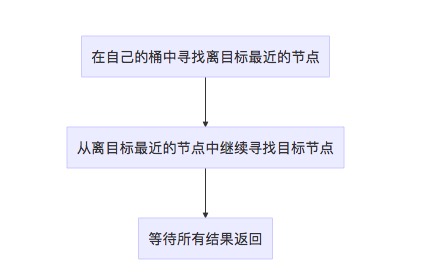 在自己的桶中寻找离目标最近的节点
从离目标最近的节点中继续寻找目标节点
等待所有结果返回